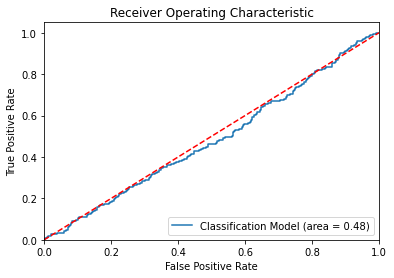 Receiver Operating Characteristic
True Positive Rate
1.0
0.8
0.6
0.4
0.2
0.0
Classification Model (area = 0.48)
0.0 0.2 0.4 0.6 0.8 1.0
False Positive Rate